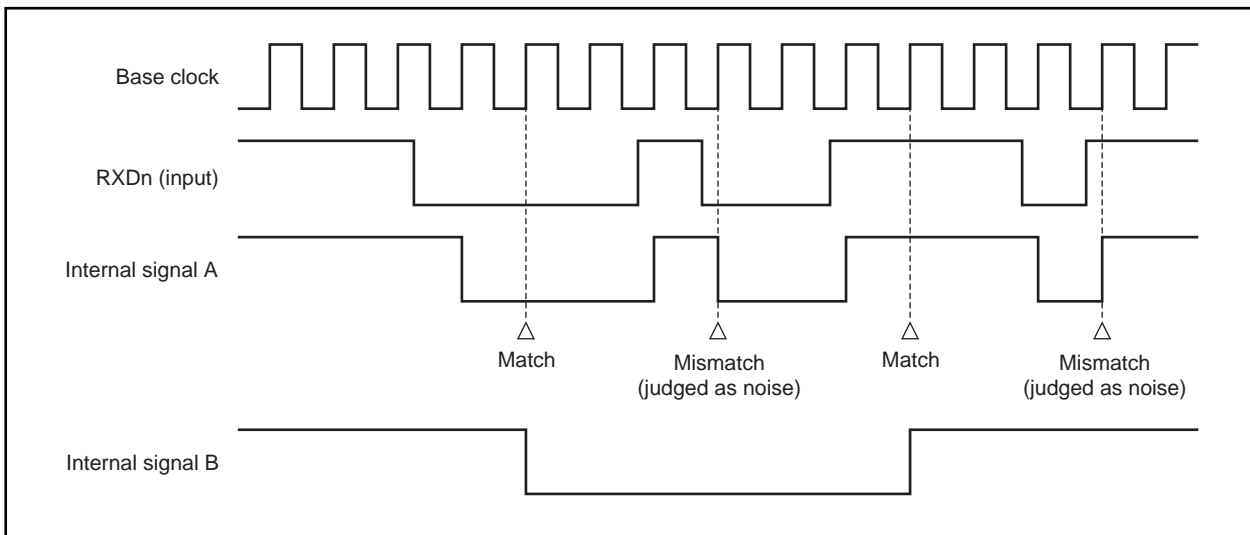 Base clock
RXDn (input)
Internal signal A
Match
Mismatch
(judged as noise)
Match
Mismatch
(judged as noise)
Internal signal B